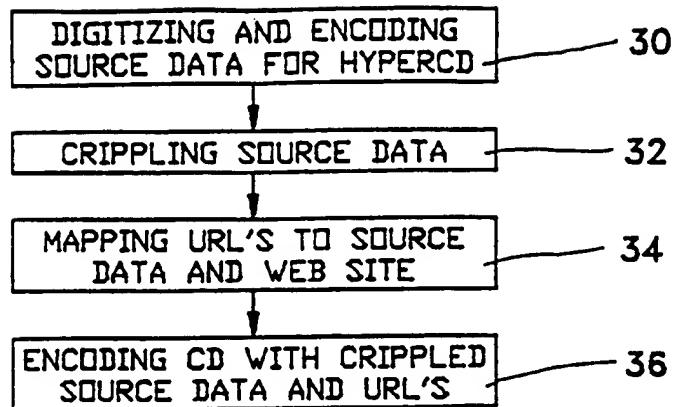 DIGITIZING AND ENCODING
SOURCE DATA FOR HYPERCD
30
CRIPPLING SOURCE DATA
32
MAPPING URL'S TO SOURCE
DATA AND WEB SITE
34
ENCODING CD WITH CRIPPLED
SOURCE DATA AND URL'S
36